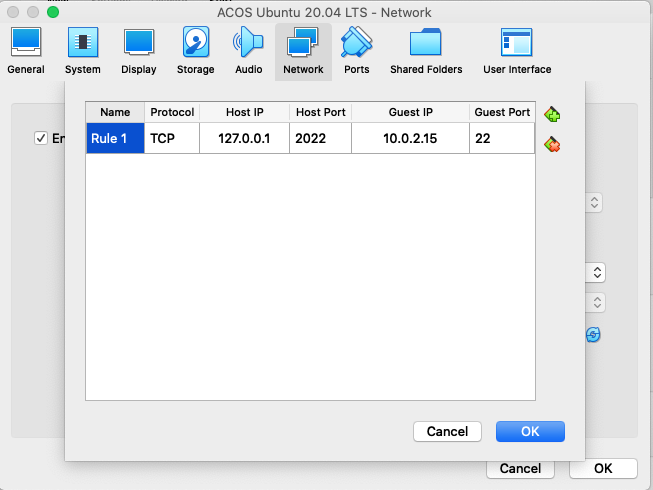 ACOS Ubuntu 20.04 LTS - Network
General System Display Storage Audio Network Ports Shared Folders User Interface
Name Protocol Host IP Host Port Guest IP Guest Port
Rule 1 TCP 127.0.0.1 2022 10.0.2.15 22
En
Cancel OK
Cancel OK